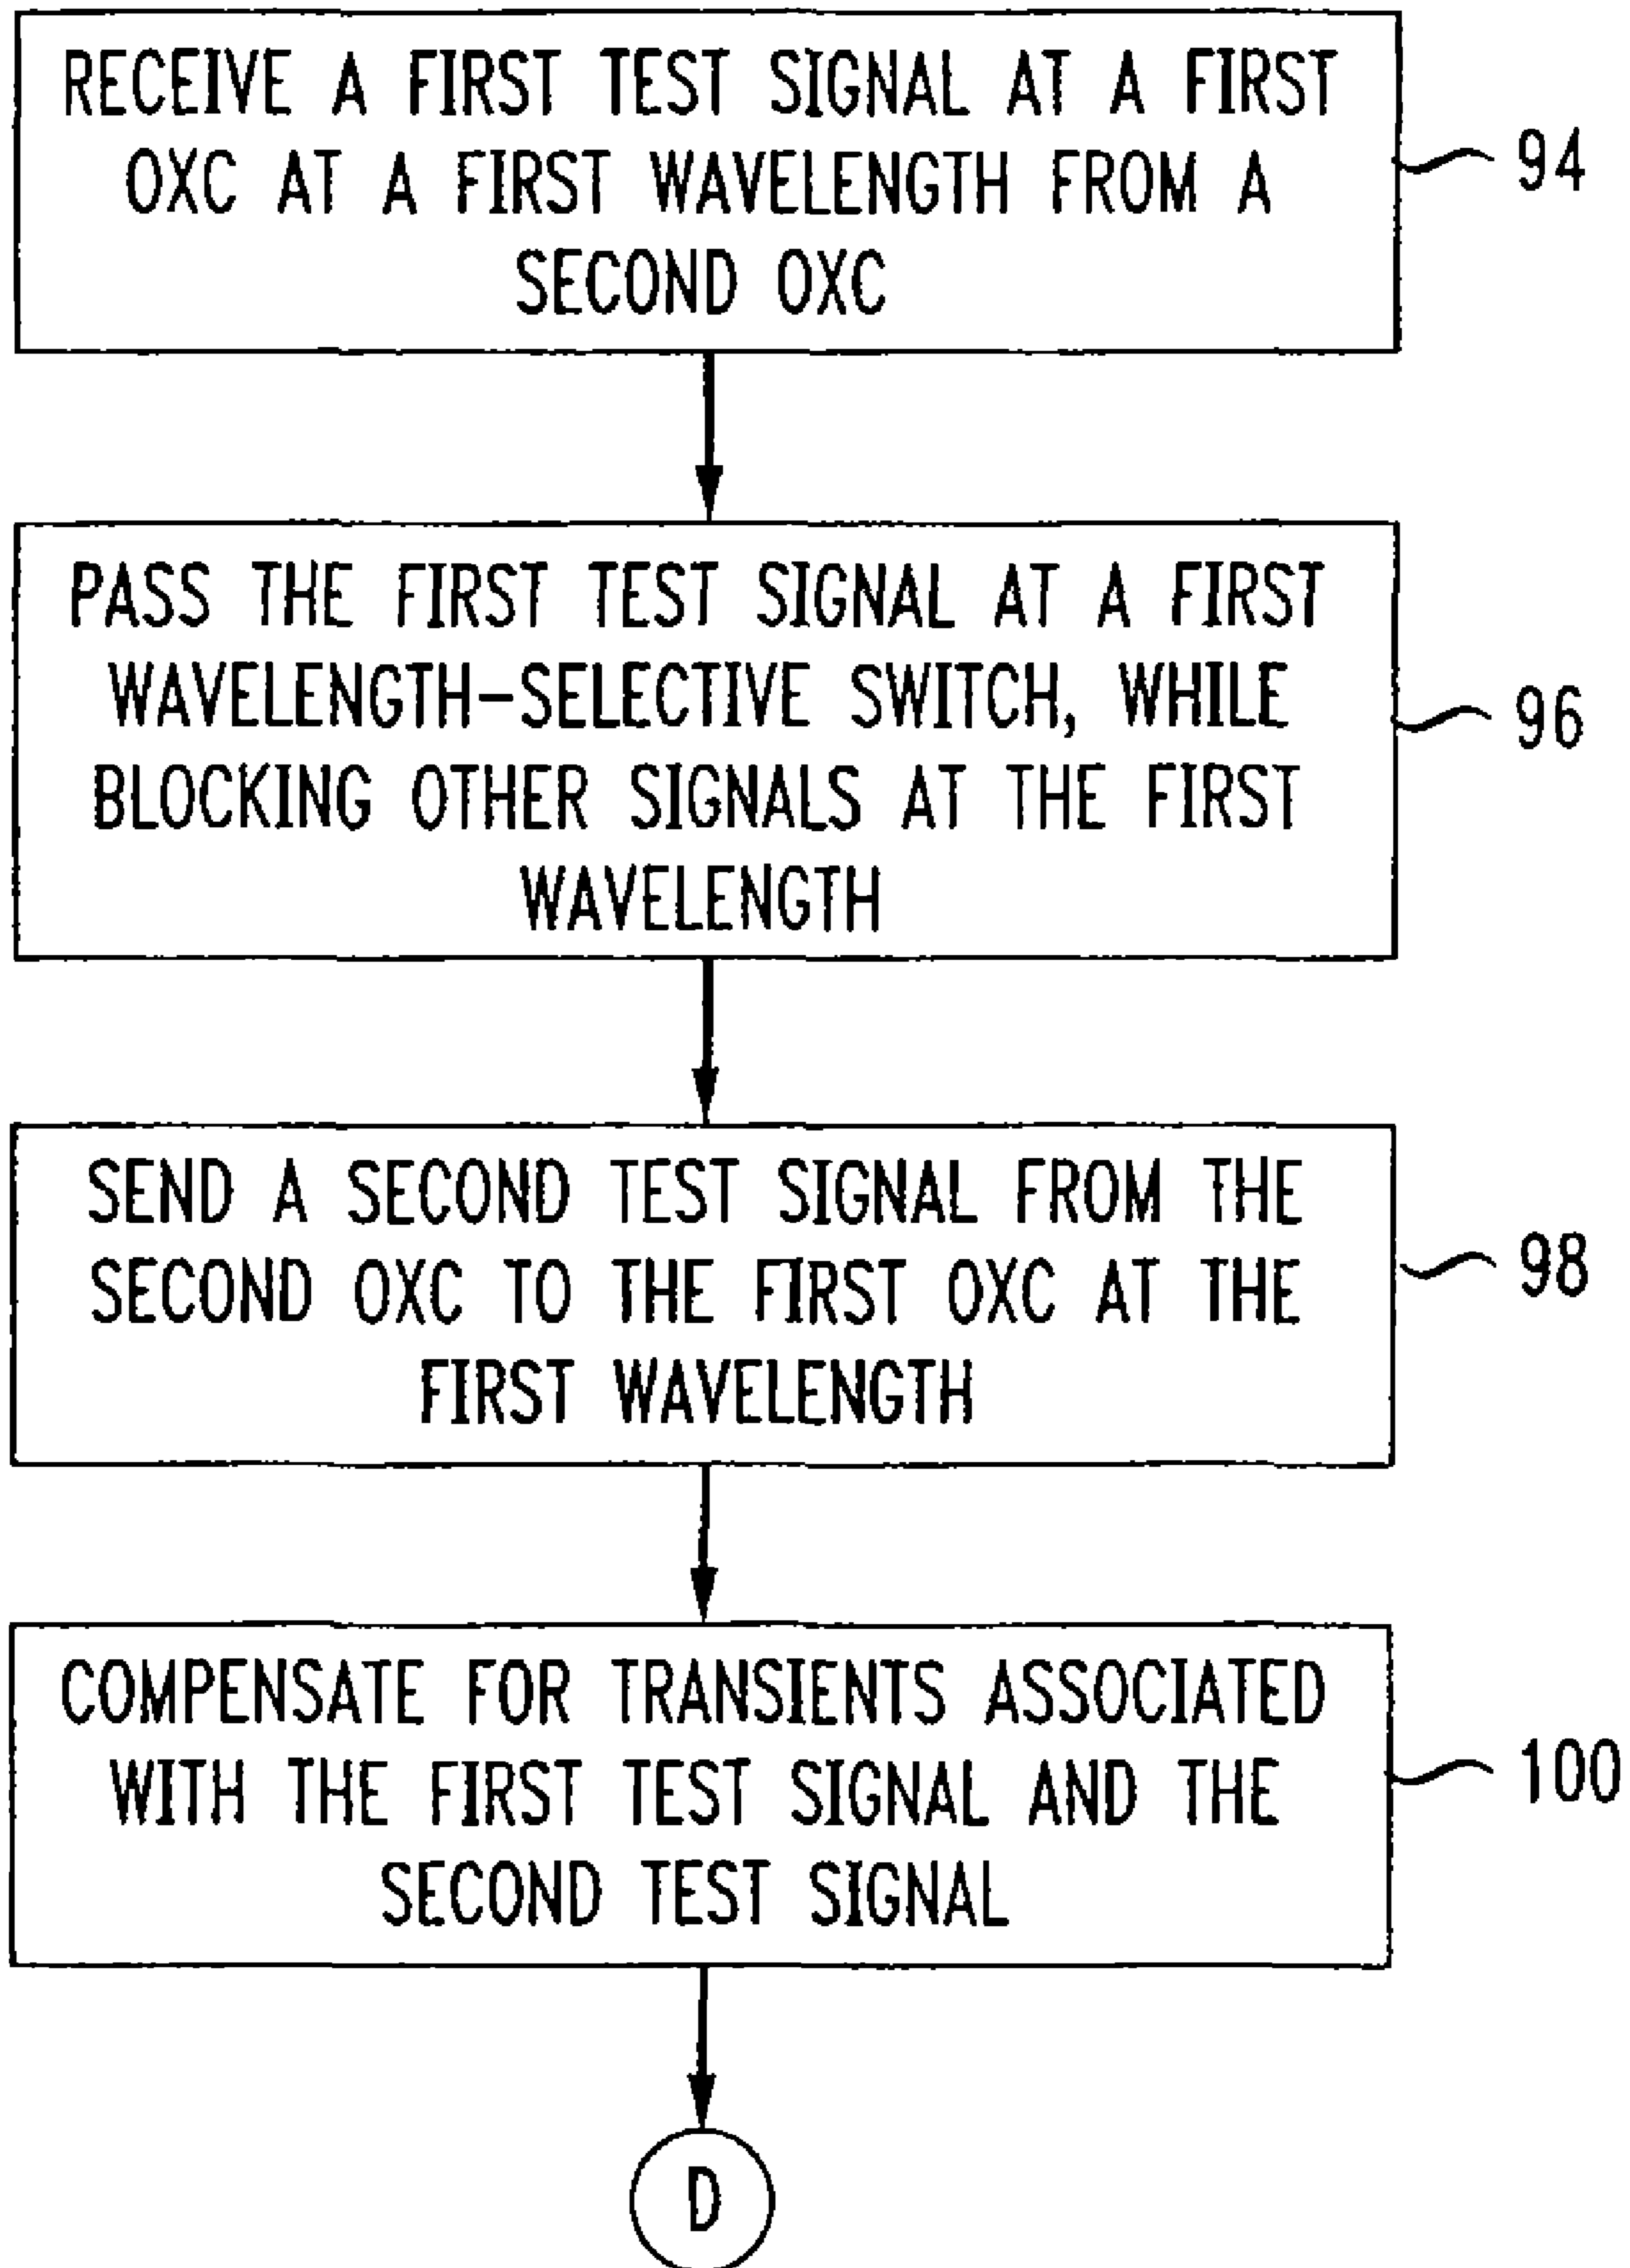 RECEIVE A FIRST TEST SIGNAL AT A FIRST
OXC AT A FIRST WAVELENGTH FROM A
SECOND OXC
94
PASS THE FIRST TEST SIGNAL AT A FIRST
WAVELENGTH-SELECTIVE SWITCH, WHILE
BLOCKING OTHER SIGNALS AT THE FIRST
WAVELENGTH
96
SEND A SECOND TEST SIGNAL FROM THE
SECOND OXC TO THE FIRST OXC AT THE
FIRST WAVELENGTH
98
COMPENSATE FOR TRANSIENTS ASSOCIATED
WITH THE FIRST TEST SIGNAL AND THE
SECOND TEST SIGNAL
100
D